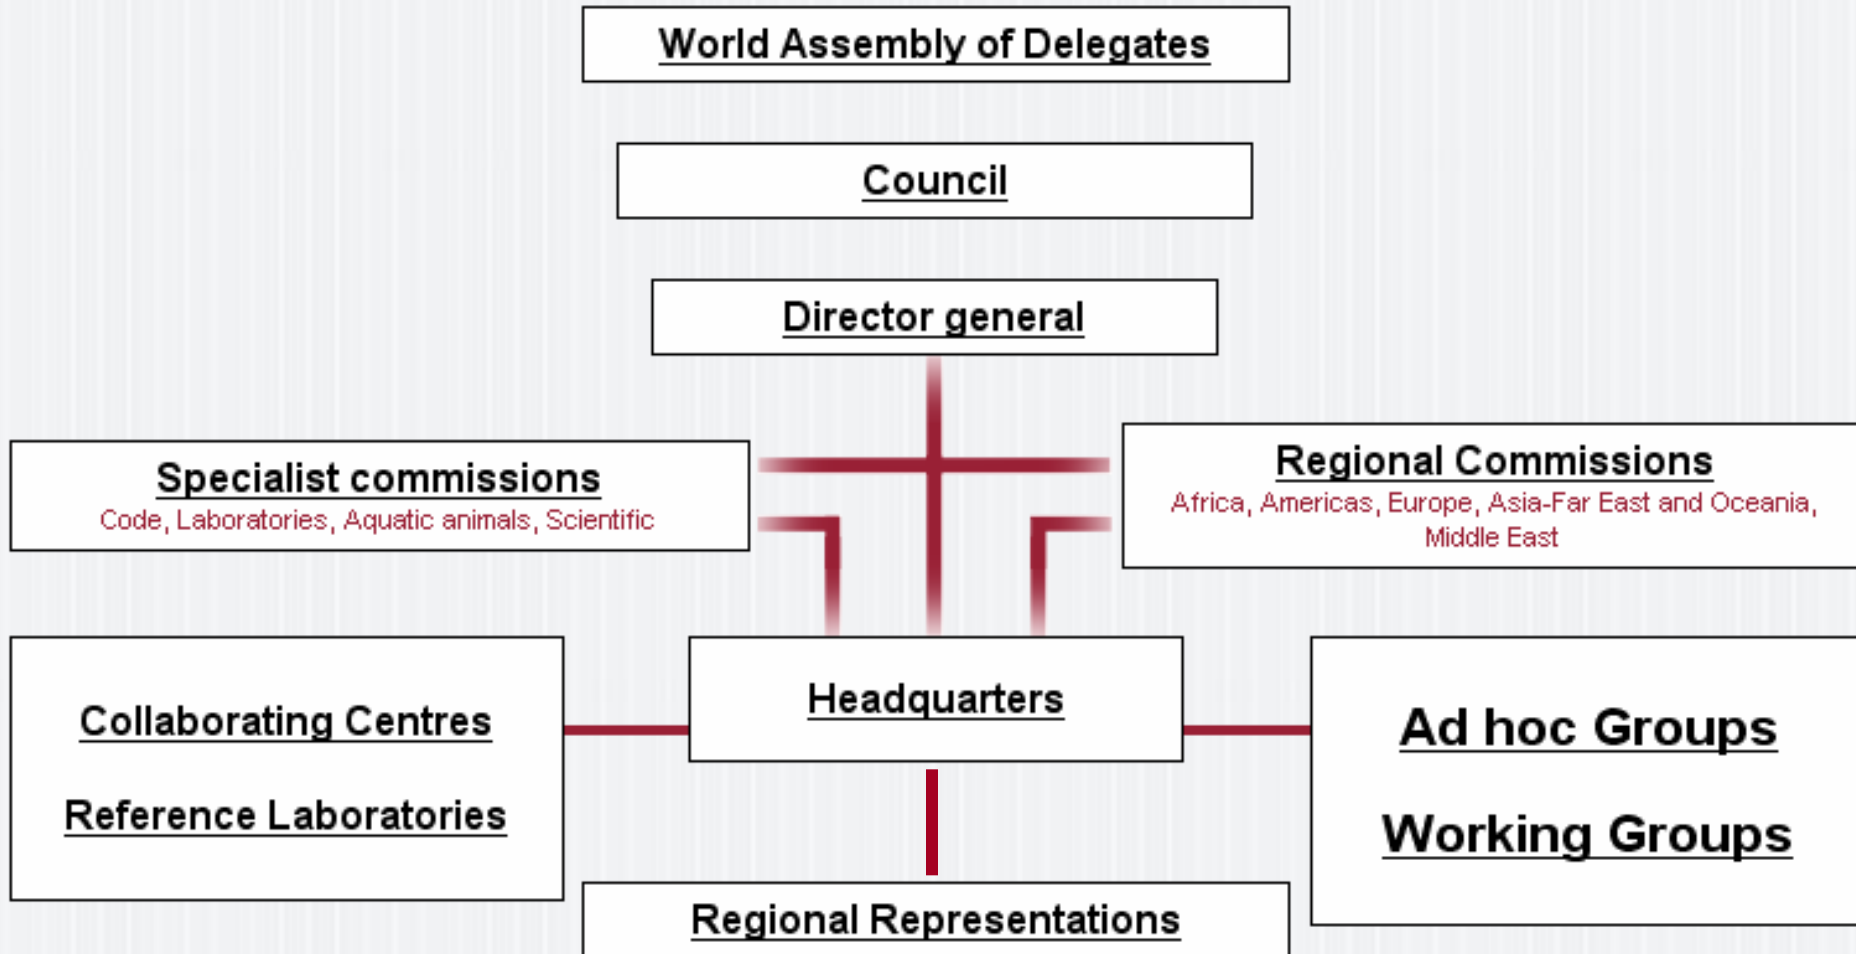 World Assembly of Delegates
Council
Director general
Specialist commissions
Code, Laboratories, Aquatic animals, Scientific
Regional Commissions
Africa, Americas, Europe, Asia-Far East and Oceania,
Middle East
Collaborating Centres
Reference Laboratories
Headquarters
Ad hoc Groups
Working Groups
Regional Representations